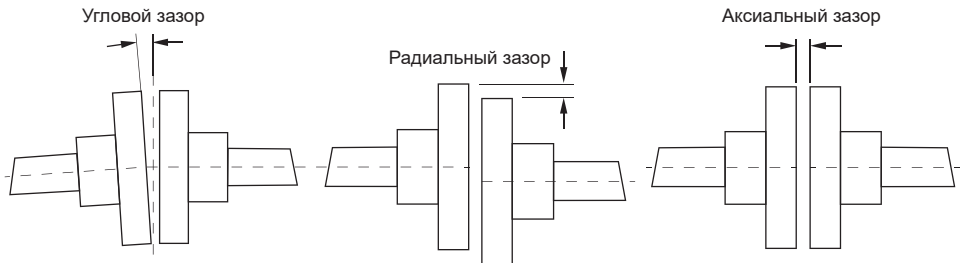 Угловой зазор
Радиальный зазор
Аксиальный зазор